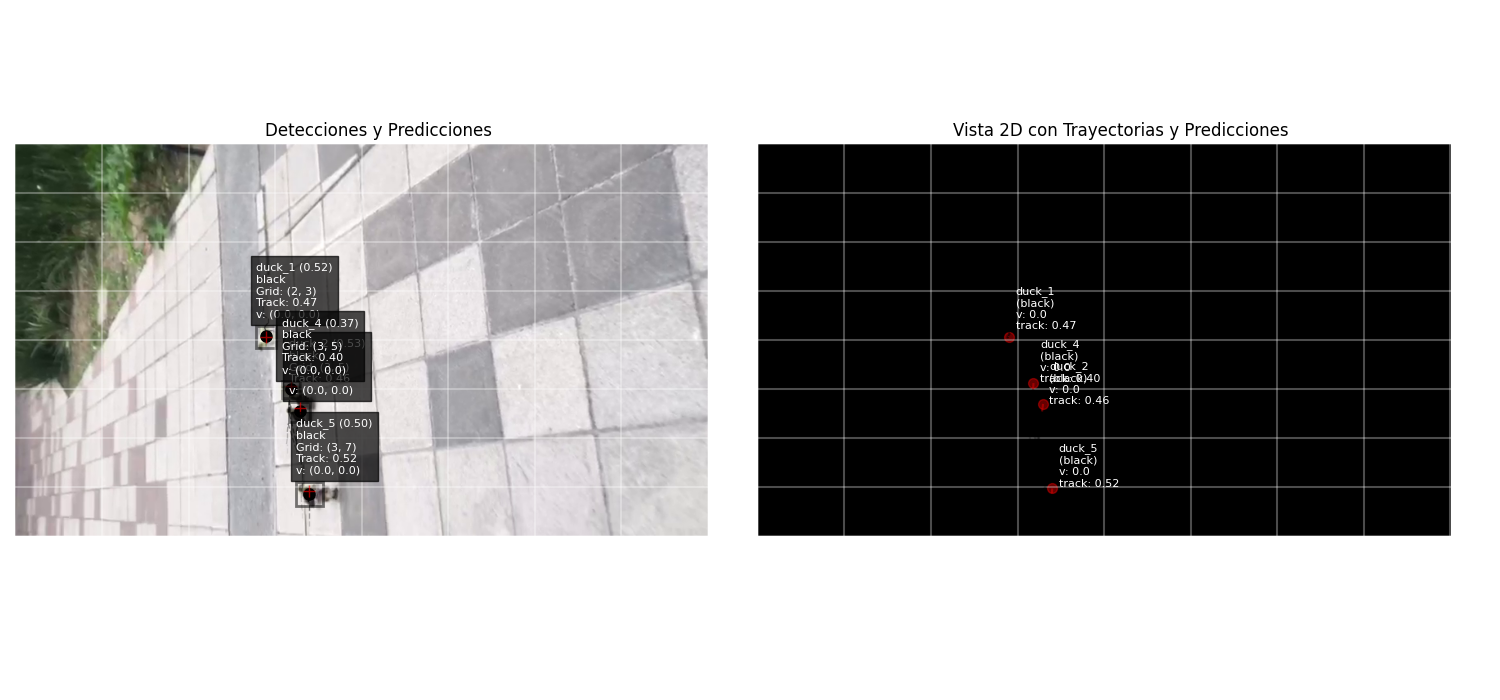 Detecciones y Predicciones
duck_1 (0.52)
black
Grid: (2, 3)
Track: 0.47
v: (0.0, 0.0)
duck_4 (0.37)
black
Grid: (3, 5)
Track: 0.40
v: (0.0, 0.0)
v: (0.0, 0.0)
duck_5 (0.50)
black
Grid: (3, 7)
Track: 0.52
v: (0.0, 0.0)
Vista 2D con Trayectorias y Predicciones
duck_1
(black)
v: 0.0
track: 0.47
duck_4
(black)
v: 0.0
track: 0.40
duck_2
(black)
v: 0.0
track: 0.46
duck_5
(black)
v: 0.0
track: 0.52